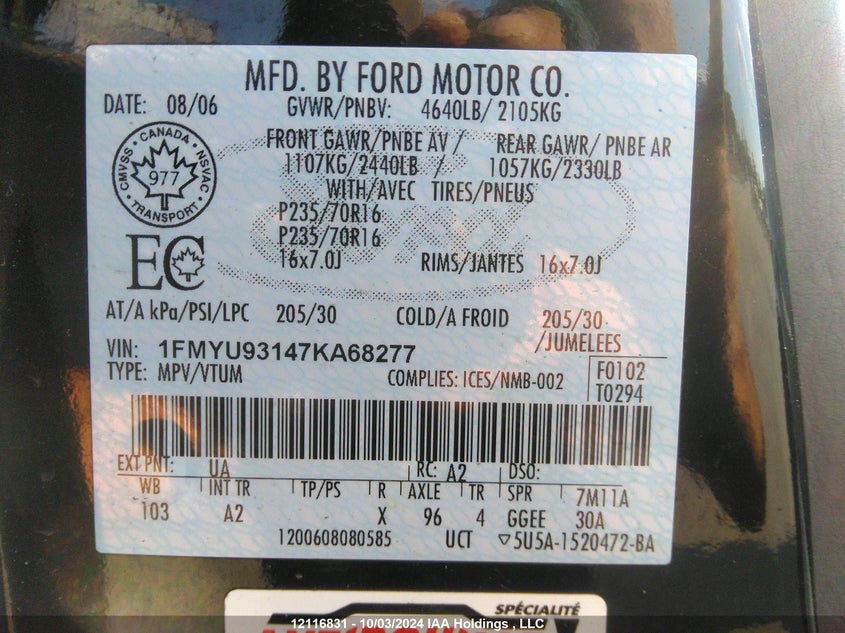 MFD. BY FORD MOTOR CO.
DATE: 08/06 GVWR/PNBV: 4640LB/ 2105KG
FRONT GAWR/PNBE AV / REAR GAWR/ PNBE AR
1107KG/2440LB / 1057KG/2330LB
WITH/AVEC TIRES/PNEUS
CANADA
CMVSS NSVAC
977
TRANSPORT
P235/70R16
P235/70R16
EC
16x7.0J RIMS/JANTES 16x7.0J
AT/A kPa/PSI/LPC 205/30 COLD/A FROID 205/30
/JUMELEES
VIN: 1FMYU93147KA68277
TYPE: MPV/VTUM COMPLIES: ICES/NMB-002
F0102
T0294
EXT PNT: UA RC: A2 DSO:
WB INT TR TP/PS R AXLE TR SPR 7M11A
103 A2 X 96 4 GGEE 30A
1200608080585 UCT ▽5U5A-1520472-BA
SPÉCIALITÉ
12116831 - 10/03/2024 IAA Holdings , LLC